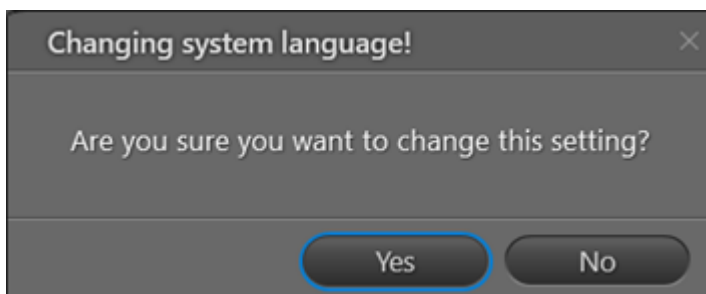 Changing system language!
Are you sure you want to change this setting?
Yes No